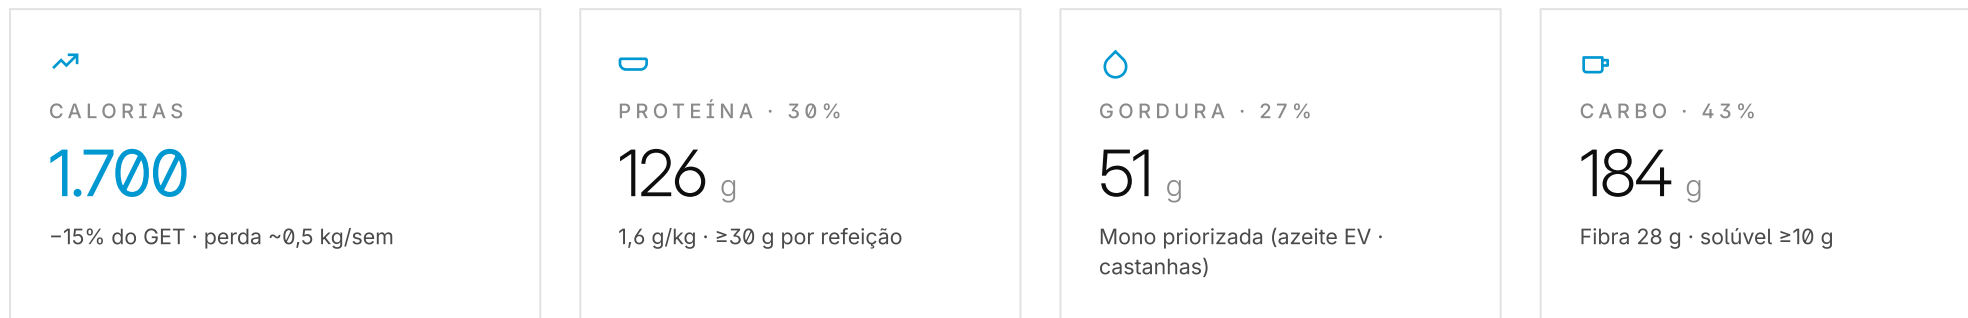 CALORIAS
1.700
−15% do GET · perda ~0,5 kg/sem
PROTEÍNA · 30%
126 g
1,6 g/kg · ≥30 g por refeição
GORDURA · 27%
51 g
Mono priorizada (azeite EV ·
castanhas)
CARBO · 43%
184 g
Fibra 28 g · solúvel ≥10 g